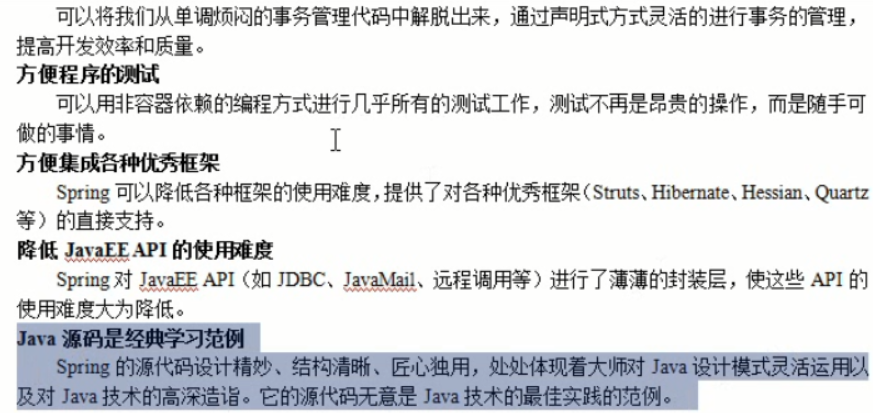 可以将我们从单调烦闷的事务管理代码中解脱出来，通过声明式方式灵活的进行事务的管理，
提高开发效率和质量。
方便程序的测试
可以用非容器依赖的编程方式进行几乎所有的测试工作，测试不再是昂贵的操作，而是随手可
做的事情。
方便集成各种优秀框架
Spring 可以降低各种框架的使用难度，提供了对各种优秀框架（Struts、Hibernate、Hessian、Quartz
等）的直接支持。
降低 JavaEE API 的使用难度
Spring 对 JavaEE API（如 JDBC、JavaMail、远程调用等）进行了薄薄的封装层，使这些 API 的
使用难度大为降低。
Java 源码是经典学习范例
Spring 的源代码设计精妙、结构清晰、匠心独用，处处体现着大师对 Java 设计模式灵活运用以
及对 Java 技术的高深造诣。它的源代码无意是 Java 技术的最佳实践的范例。